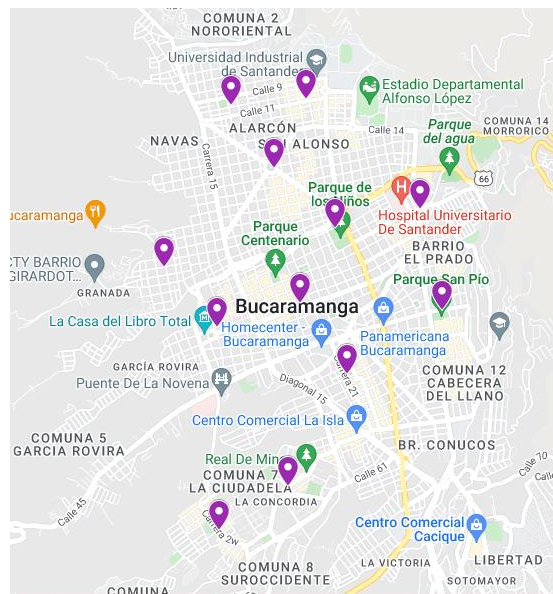 COMUNA 2
NORORIENTAL
Universidad Industrial
de Santander
Calle 9
Estadio Departamental
Alfonso López
Calle 11
ALARCÓN
Calle 14
Parque
del agua
COMUNA 14
MORRORICO
NAVAS
Carrera 15
SAN ALONSO
66
Parque de
los Niños
H
Hospital Universitario
De Santander
ucaramanga
Parque
Centenario
BARRIO
EL PRADO
CTY BARRIO
GIRARDOT...
GRANADA
Parque San Pío
Bucaramanga
La Casa del Libro Total
Homecenter -
Bucaramanga
Panamericana
Bucaramanga
GARCÍA ROVIRA
Puente De La Novena
Carrera 21
Diagonal 15
COMUNA 12
CABECERA
DEL LLANO
Centro Comercial La Isla
COMUNA 5
GARCIA ROVIRA
BR. CONUCOS
Real De Min
COMUNA 7
LA CIUDADELA
Calle 61
Calle 70
LA CONCORDIA
Calle 45
Carrera 2w
Centro Comercial
Cacique
COMUNA 8
SUROCCIDENTE
LA VICTORIA
LIBERTAD
SOTOMAYOR
COMUNA